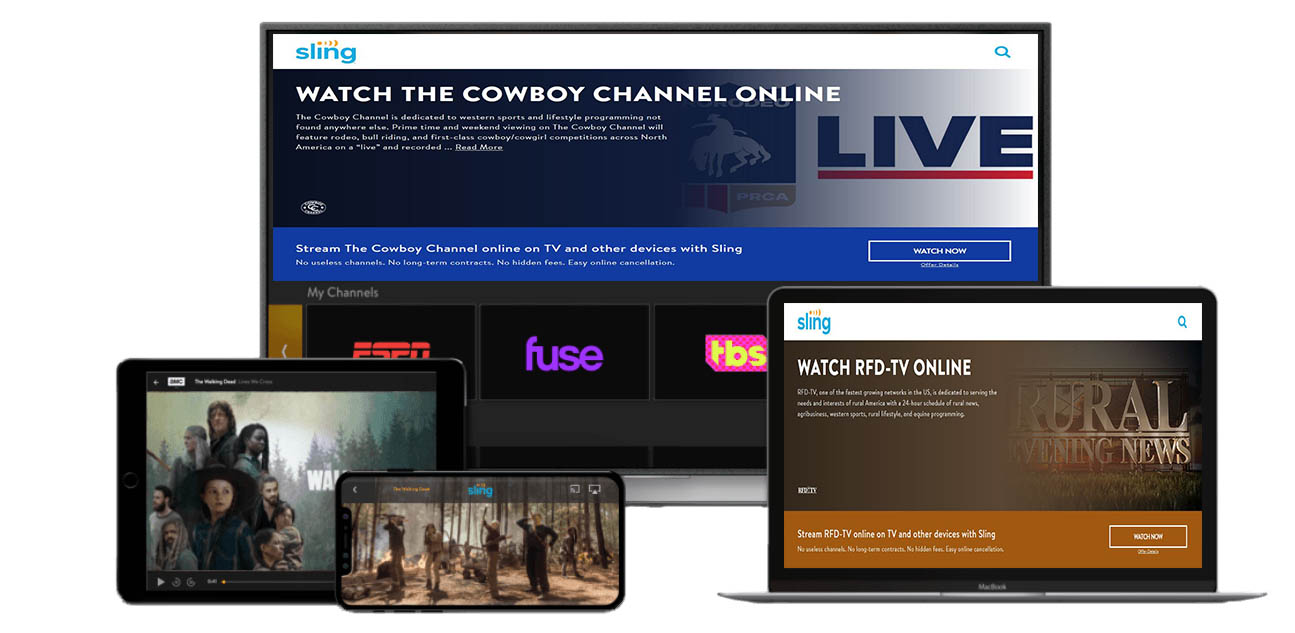 sling
WATCH THE COWBOY CHANNEL ONLINE
The Cowboy Channel is dedicated to western sports and lifestyle programming not
found anywhere else. Prime time and weekend viewing on The Cowboy Channel will
feature rodeo, bull riding, and first-class cowboy/cowgirl competitions across North
America on a "live" and recorded ... Read More
RODEO
LIVE
PRCA
Stream The Cowboy Channel online on TV and other devices with Sling
No useless channels. No long-term contracts. No hidden fees. Easy online cancellation.
WATCH NOW
Offer Details
My Channels
ESPN
fuse
tbs
AMC The Walking Dead Lives We Cross
WA
0:41
The Walking Dead
sling
sling
WATCH RFD-TV ONLINE
RFD-TV, one of the fastest growing networks in the US, is dedicated to serving the
needs and interests of rural America with a 24-hour schedule of rural news,
agribusiness, western sports, rural lifestyle, and equine programming.
RURAL
EVENING NEWS
RFD TV
Stream RFD-TV online on TV and other devices with Sling
No useless channels. No long-term contracts. No hidden fees. Easy online cancelletion.
WATCH NOW
Offer Details
MacBook